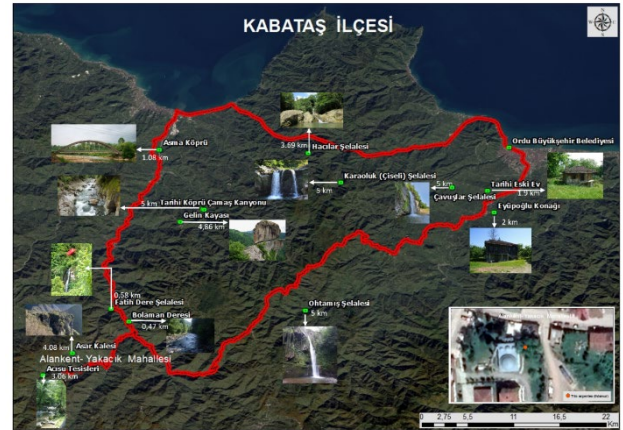 KABATAŞ İLÇESİ
Asma Köprü
1.08 km
3.69 km
Hacılar Şelalesi
Ordu Büyükşehir Belediyesi
Karaoluk (Çiseli) Şelalesi
5 km
5 km
Çavuşlar Şelalesi
Tarihi Eski Ev
1.9 km
5 km
Tarihi Köprü Çamaş Kanyonu
Gelin Kayası
4,86 km
Eyüpoğlu Konağı
2 km
0,58 km
Fatih Dere Şelalesi
Bolaman Deresi
0,47 km
Ohtamış Şelalesi
5 km
4.08 km
Asar Kalesi
Alankent- Yakacık Mahallesi
Acısu Tesisleri
3.06 km
0 2,75 5,5 11 16,5 22
Km